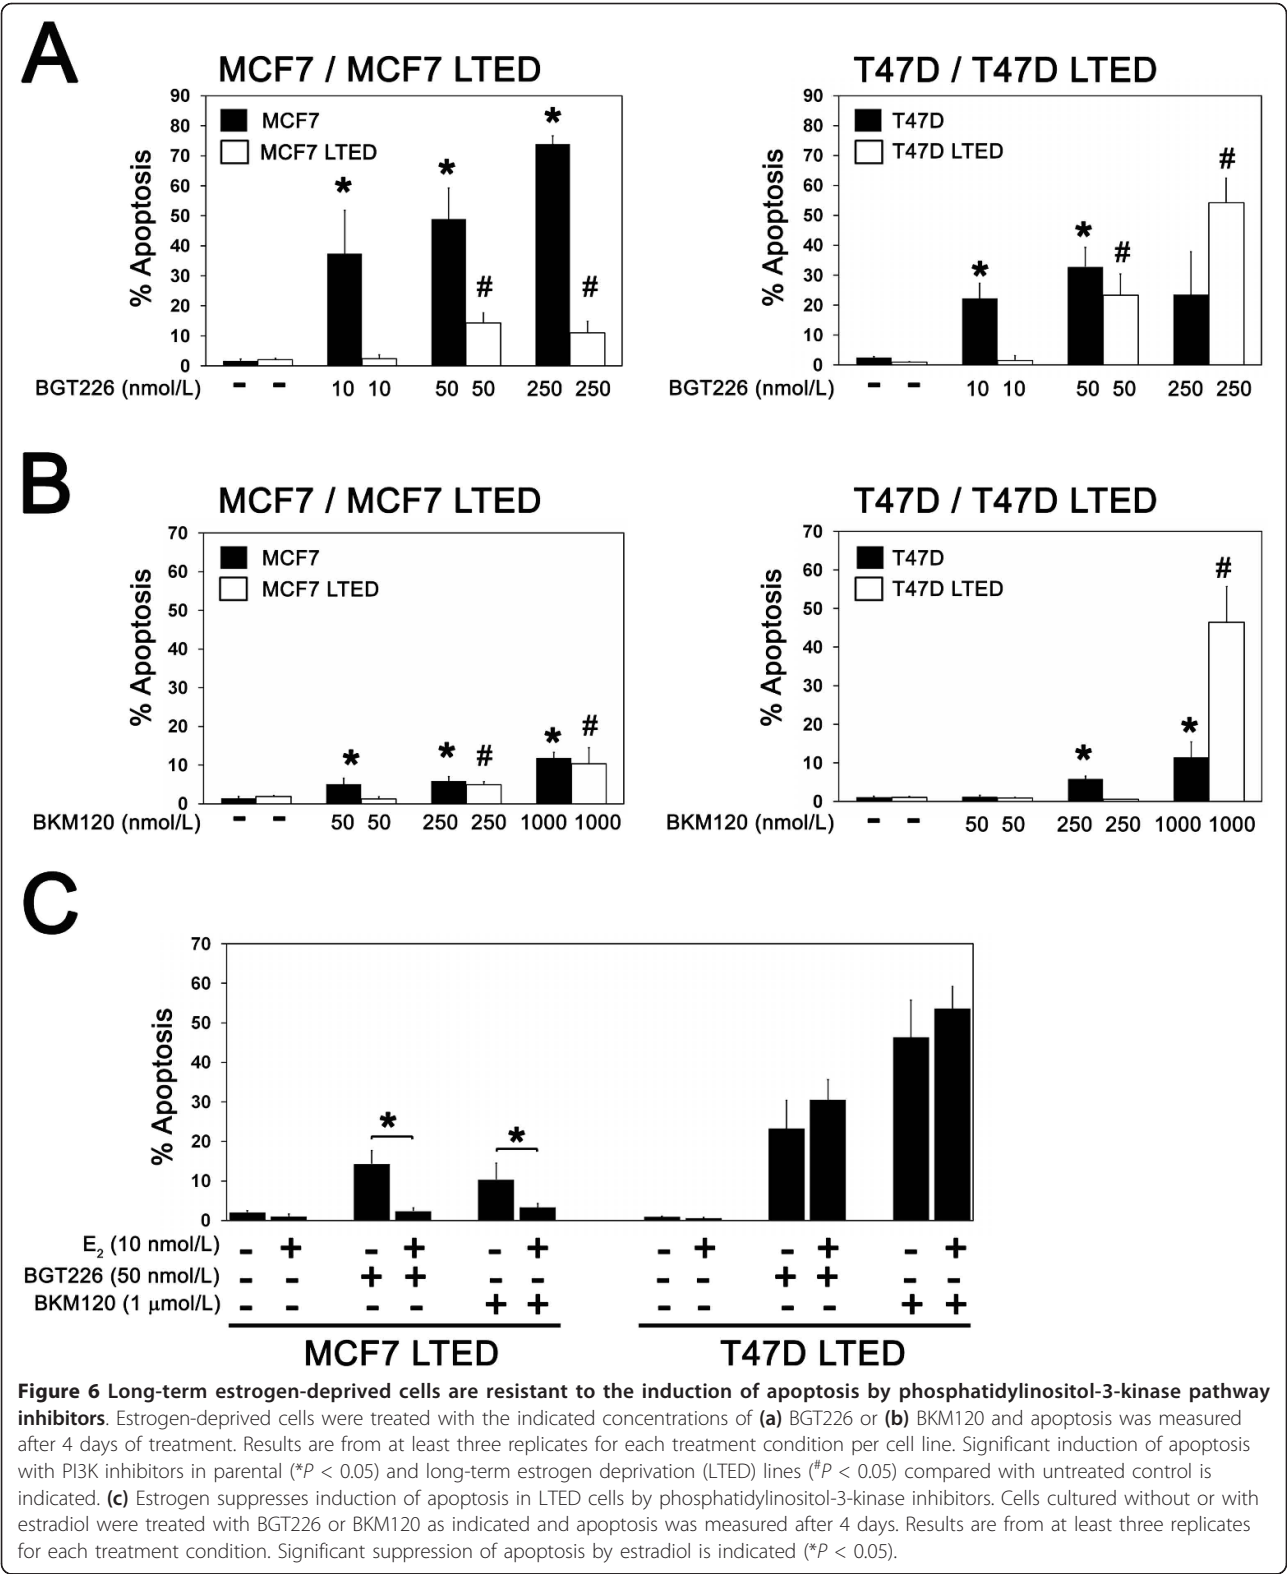 A
MCF7 / MCF7 LTED
T47D / T47D LTED
90
80
70
60
50
40
30
20
10
0
% Apoptosis
MCF7
MCF7 LTED
*
*
*
#
#
BGT226 (nmol/L)
- - 10 10 50 50 250 250
90
80
70
60
50
40
30
20
10
0
% Apoptosis
T47D
T47D LTED
*
*
#
#
BGT226 (nmol/L)
- - 10 10 50 50 250 250
B
MCF7 / MCF7 LTED
T47D / T47D LTED
70
60
50
40
30
20
10
0
% Apoptosis
MCF7
MCF7 LTED
*
*
#
*
#
BKM120 (nmol/L)
- - 50 50 250 250 1000 1000
70
60
50
40
30
20
10
0
% Apoptosis
T47D
T47D LTED
*
*
#
BKM120 (nmol/L)
- - 50 50 250 250 1000 1000
C
70
60
50
40
30
20
10
0
% Apoptosis
*
*
E2 (10 nmol/L) - + - + - + - + - + - +
BGT226 (50 nmol/L) - - + + - - - - + + - -
BKM120 (1 µmol/L) - - - - + + - - - - + +
MCF7 LTED T47D LTED
Figure 6 Long-term estrogen-deprived cells are resistant to the induction of apoptosis by phosphatidylinositol-3-kinase pathway
inhibitors. Estrogen-deprived cells were treated with the indicated concentrations of (a) BGT226 or (b) BKM120 and apoptosis was measured
after 4 days of treatment. Results are from at least three replicates for each treatment condition per cell line. Significant induction of apoptosis
with PI3K inhibitors in parental (*P < 0.05) and long-term estrogen deprivation (LTED) lines (#P < 0.05) compared with untreated control is
indicated. (c) Estrogen suppresses induction of apoptosis in LTED cells by phosphatidylinositol-3-kinase inhibitors. Cells cultured without or with
estradiol were treated with BGT226 or BKM120 as indicated and apoptosis was measured after 4 days. Results are from at least three replicates
for each treatment condition. Significant suppression of apoptosis by estradiol is indicated (*P < 0.05).